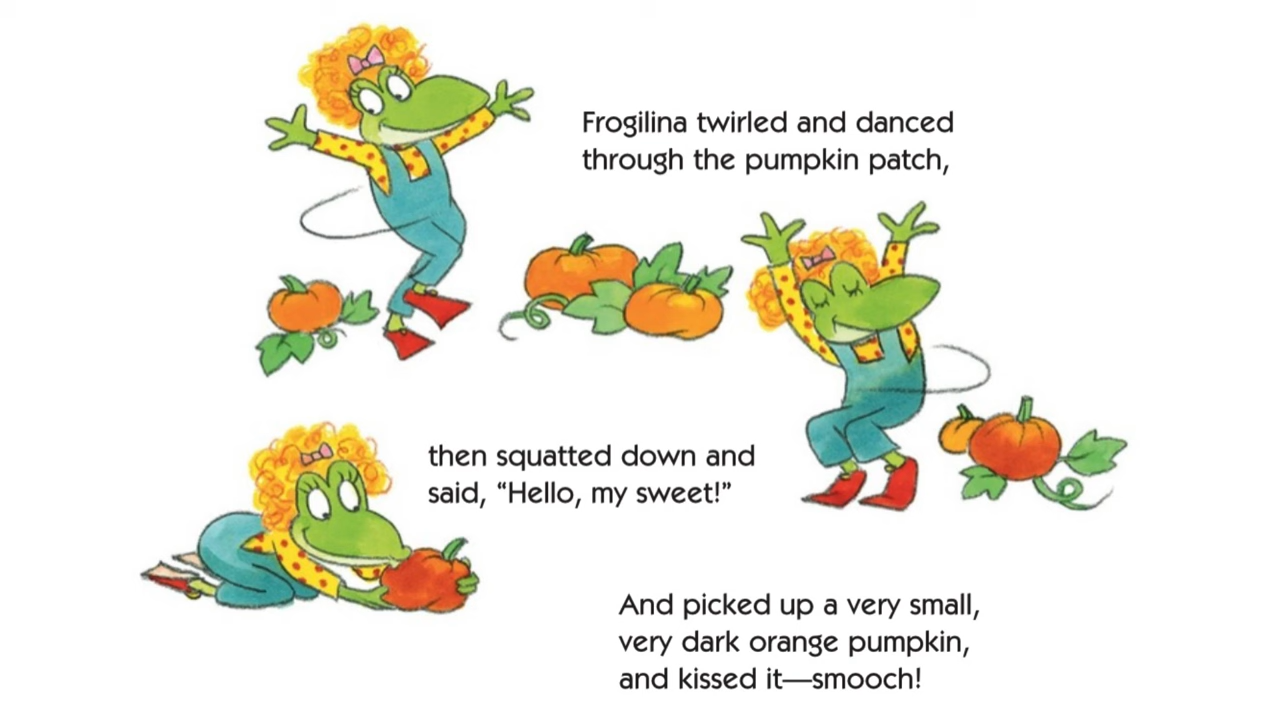 Frogilina twirled and danced
through the pumpkin patch,
then squatted down and
said, “Hello, my sweet!”
And picked up a very small,
very dark orange pumpkin,
and kissed it—smooch!